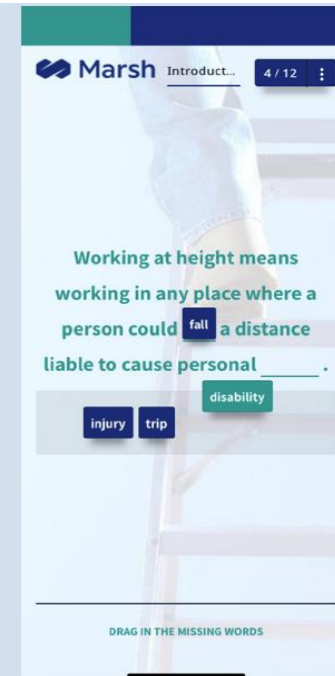 Marsh
Introduct...
4 / 12
Working at height means
working in any place where a
person could fall a distance
liable to cause personal ______ .
disability
injury trip
DRAG IN THE MISSING WORDS